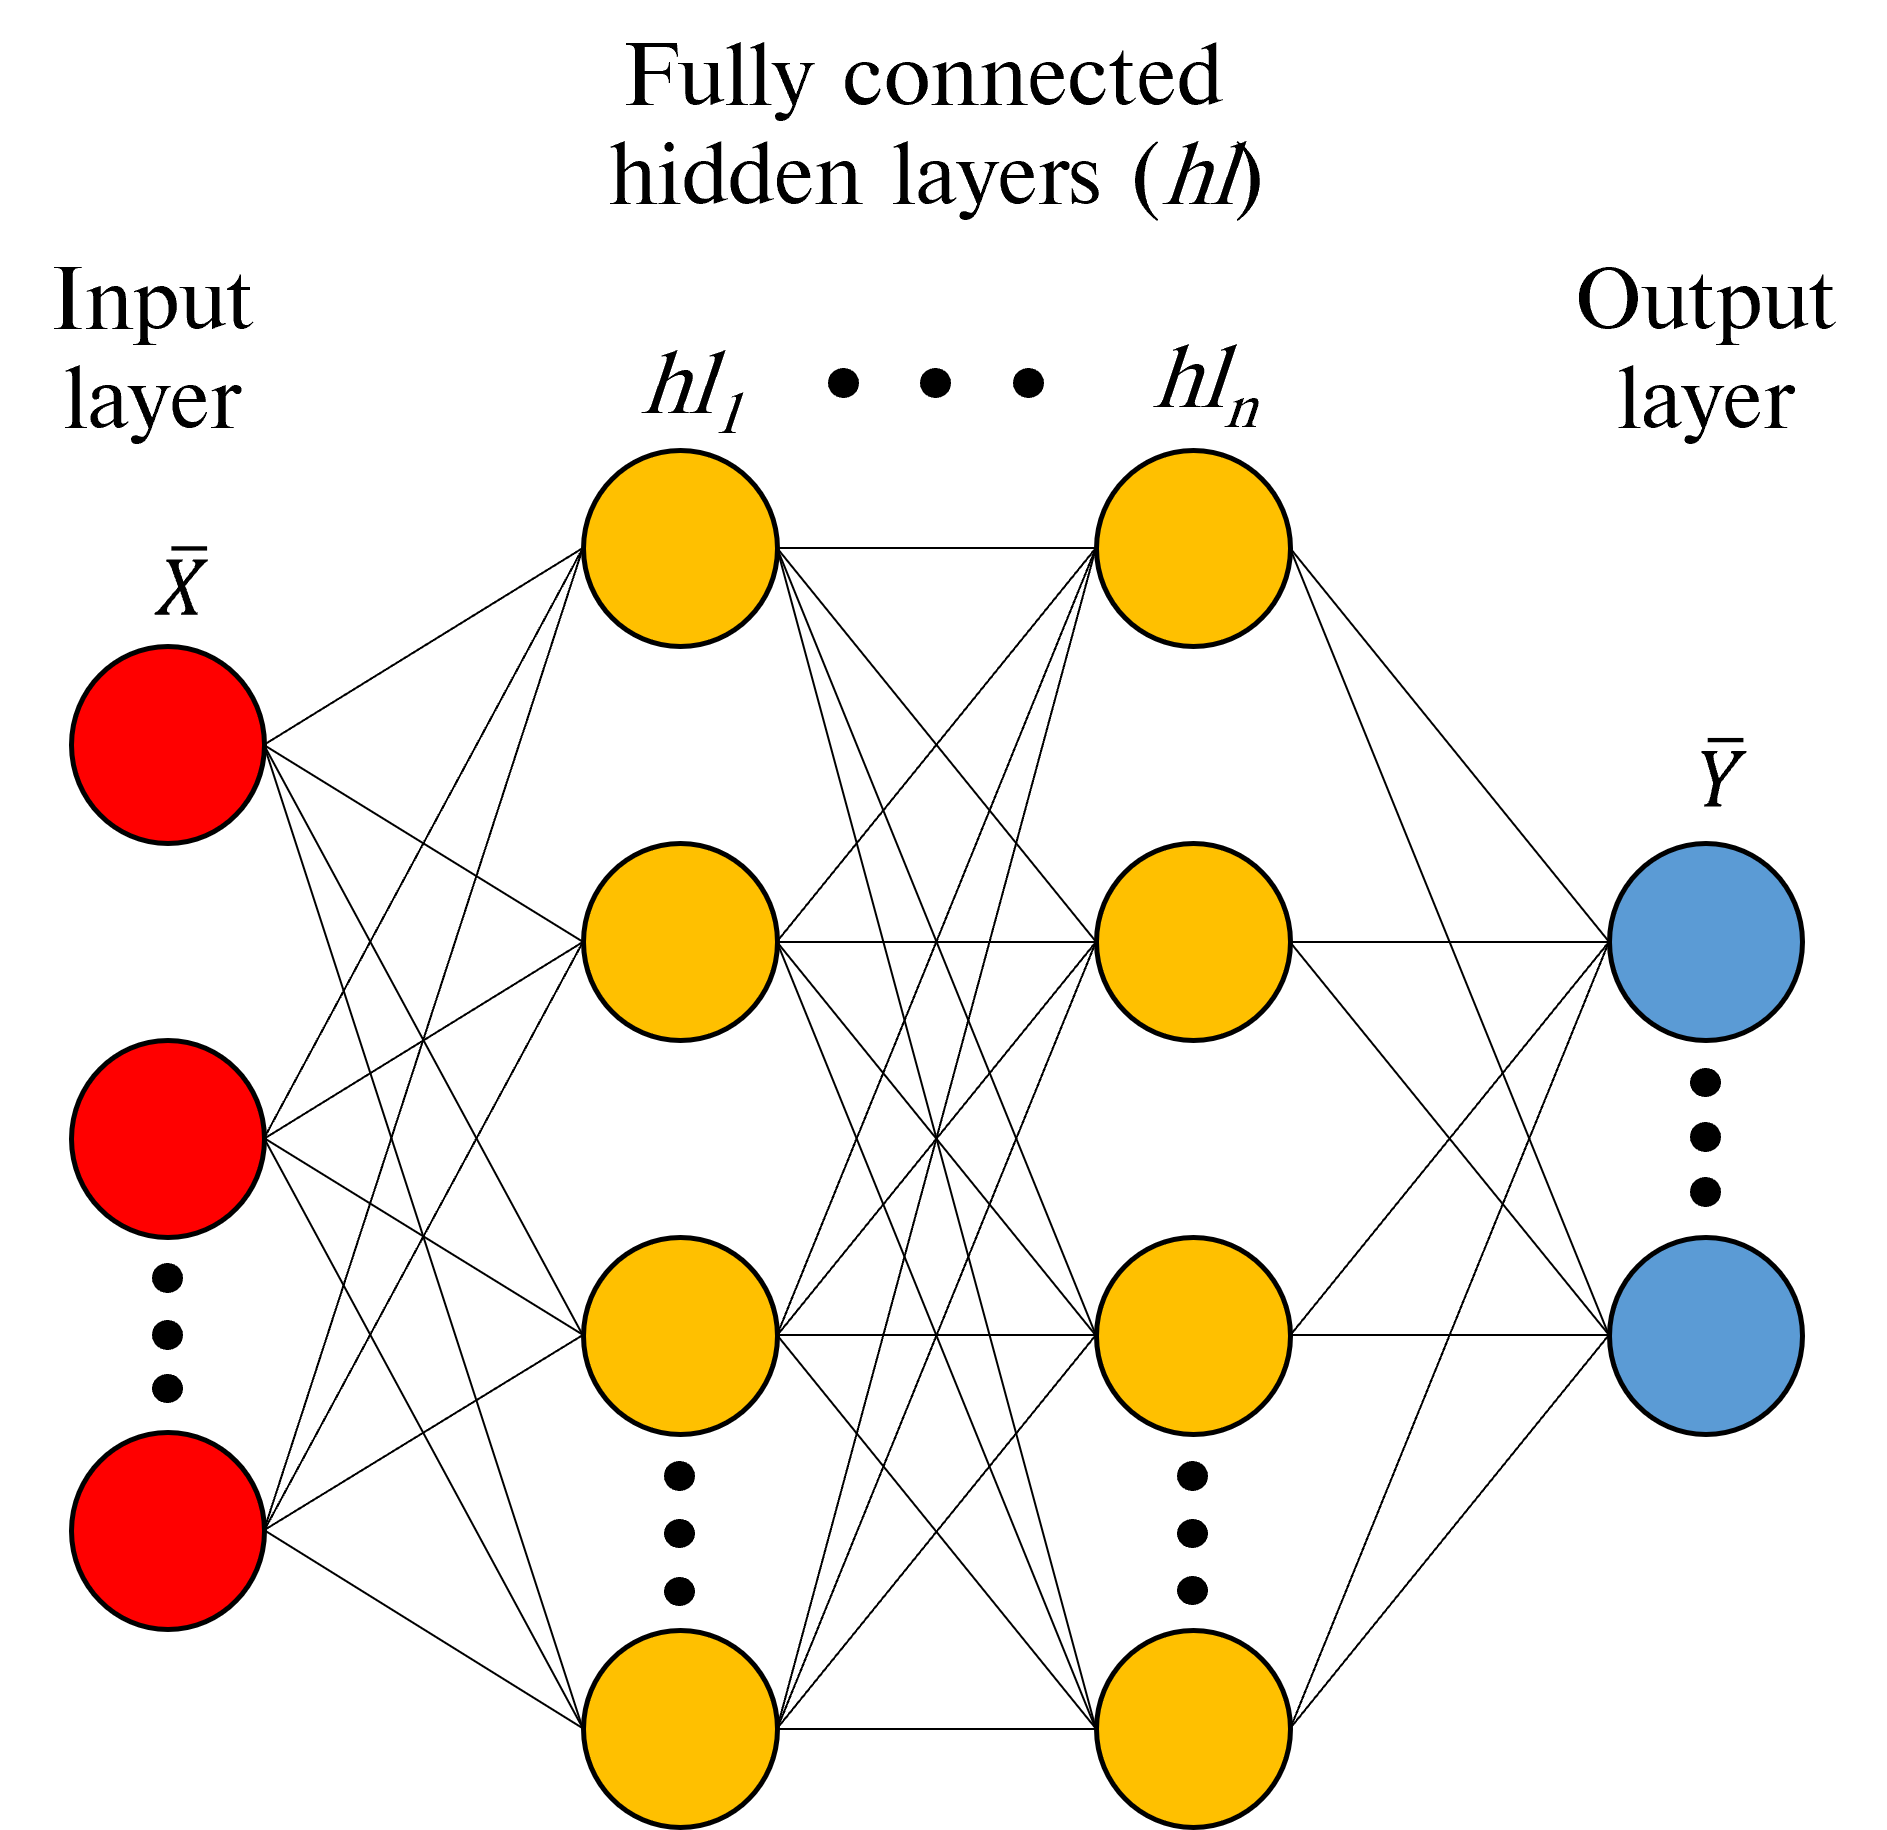 Fully connected
hidden layers (hl)
Input
layer
Output
layer
hl₁ • • • hlₙ
X̅
Y̅